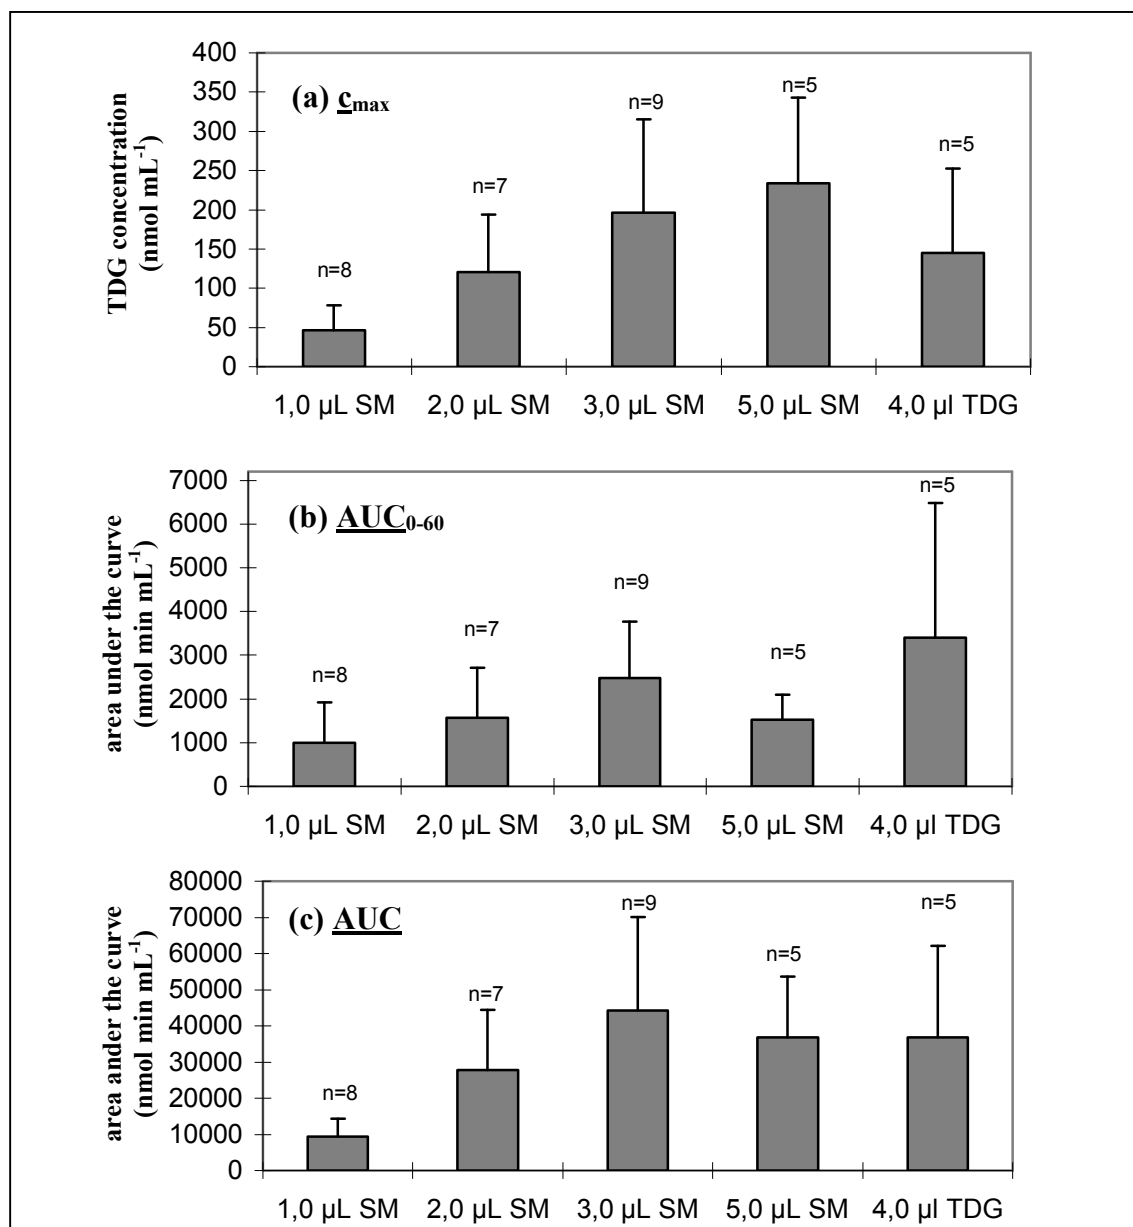 400
350
300
250
200
150
100
50
0
TDG concentration
(nmol mL-1)
(a) cmax
n=8
n=7
n=9
n=5
n=5
1,0 µL SM 2,0 µL SM 3,0 µL SM 5,0 µL SM 4,0 µl TDG
7000
6000
5000
4000
3000
2000
1000
0
area under the curve
(nmol min mL-1)
(b) AUC0-60
n=8
n=7
n=9
n=5
n=5
1,0 µL SM 2,0 µL SM 3,0 µL SM 5,0 µL SM 4,0 µl TDG
80000
70000
60000
50000
40000
30000
20000
10000
0
area ander the curve
(nmol min mL-1)
(c) AUC
n=8
n=7
n=9
n=5
n=5
1,0 µL SM 2,0 µL SM 3,0 µL SM 5,0 µL SM 4,0 µl TDG